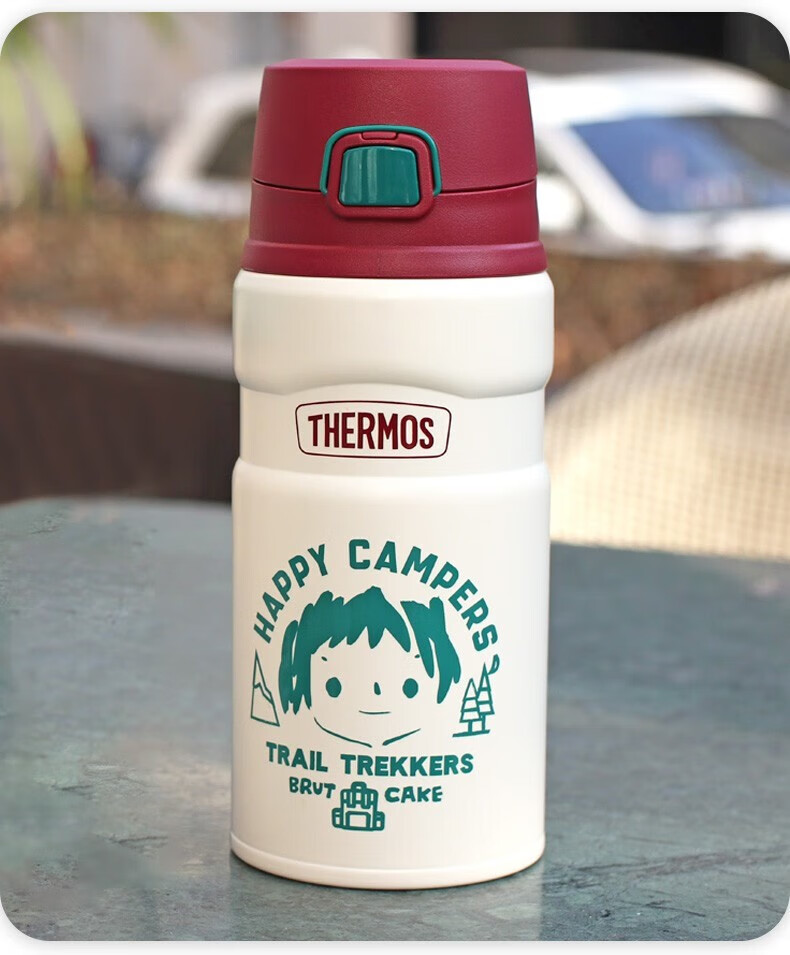 THERMOS
HAPPY CAMPERS
TRAIL TREKKERS
BRUT CAKE